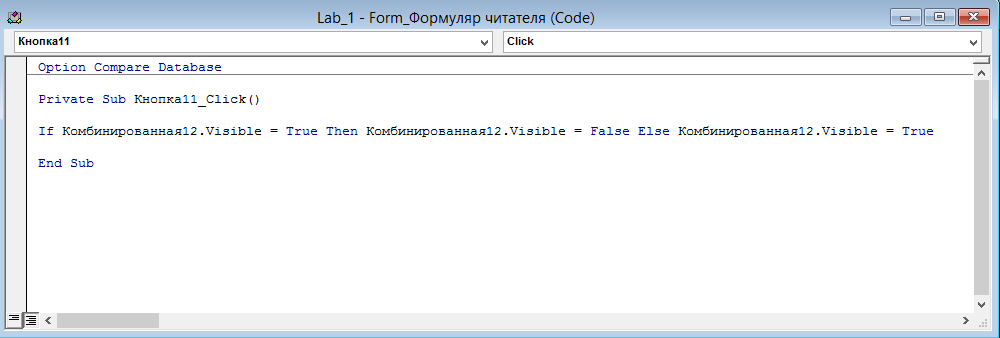 Lab_1 - Form_Формуляр читателя (Code)
Кнопка11
Click
Option Compare Database
Private Sub Кнопка11_Click()
If Комбинированная12.Visible = True Then Комбинированная12.Visible = False Else Комбинированная12.Visible = True
End Sub